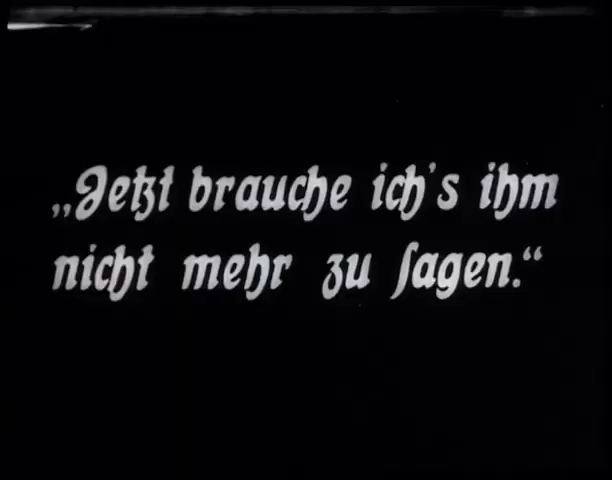 „Jetzt brauche ich's ihm
nicht mehr zu ſagen.“